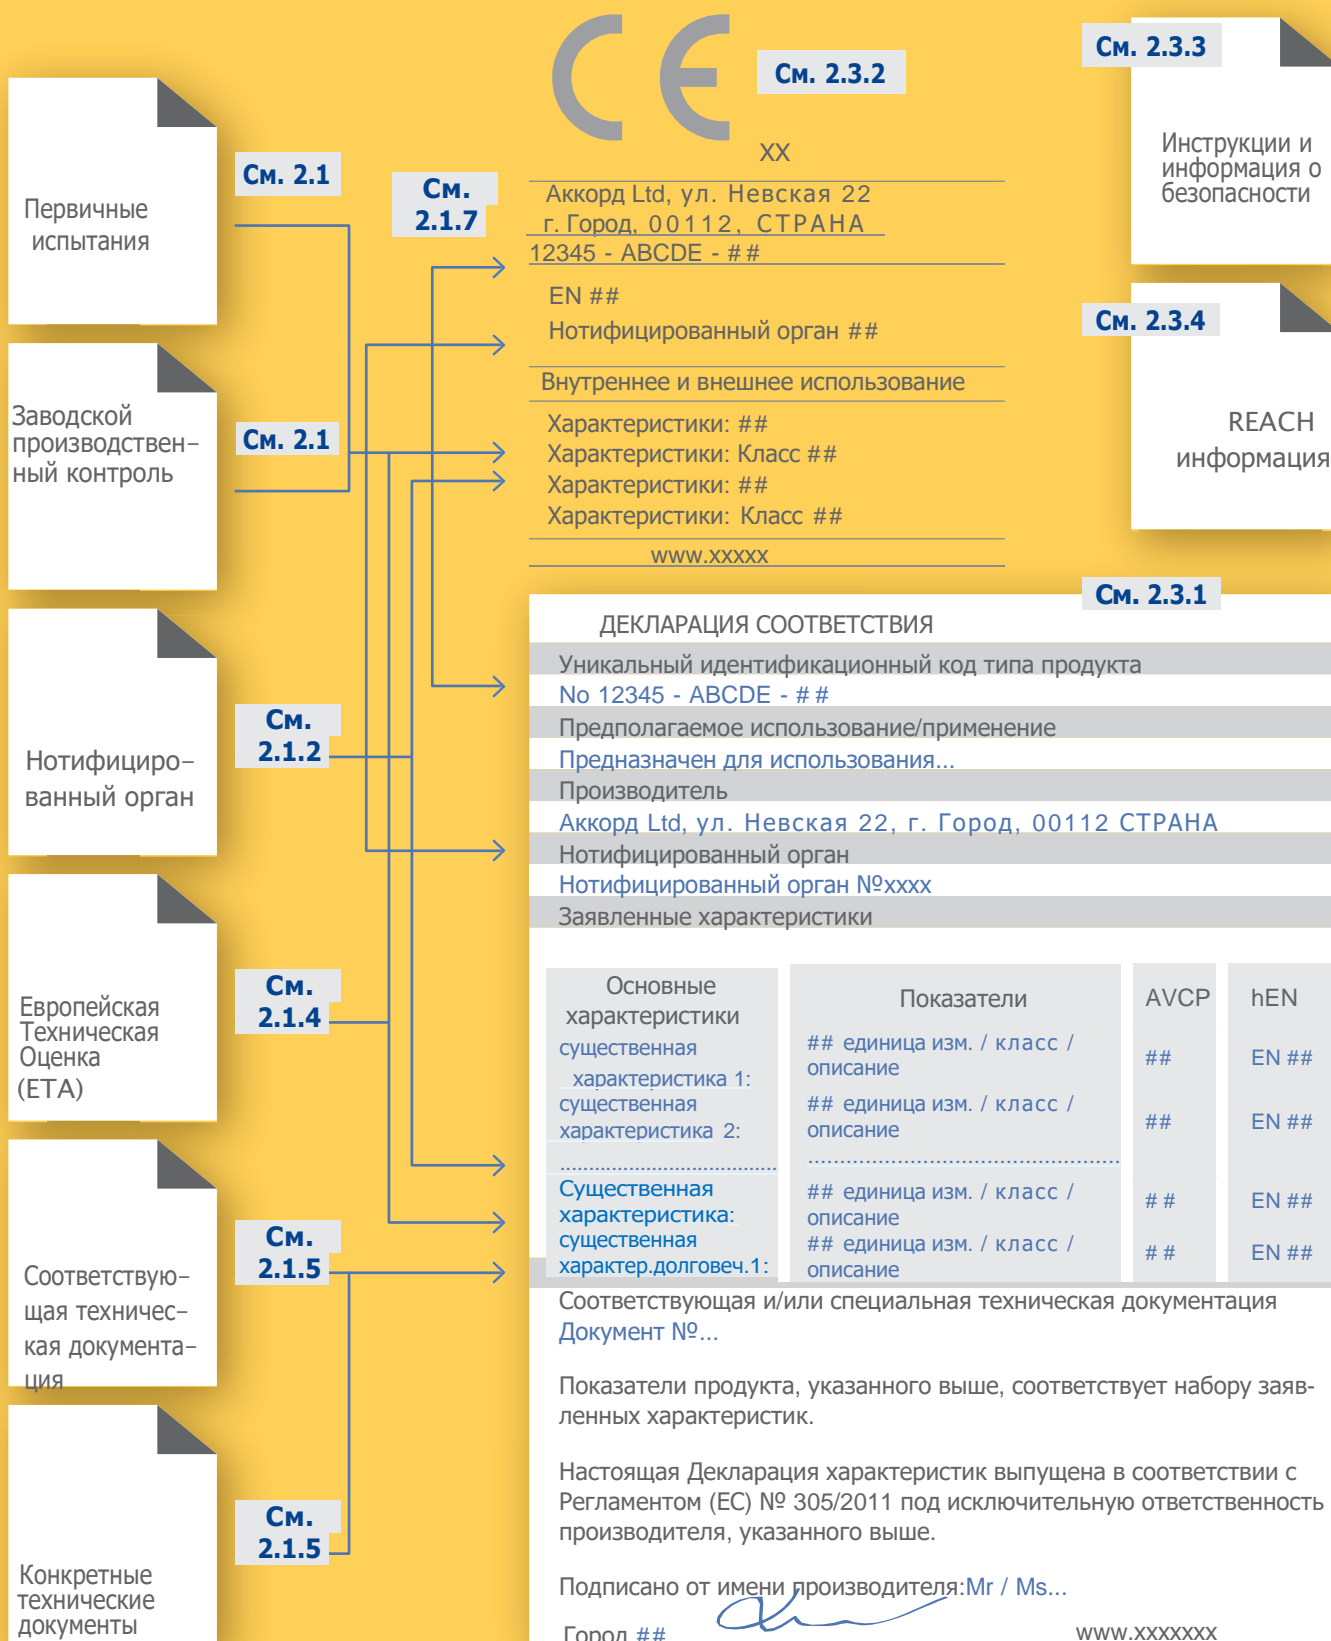 Первичные
испытания
См. 2.1
Заводской
производствен–
ный контроль
См. 2.1
Нотифициро–
ванный орган
См.
2.1.2
Европейская
Техническая
Оценка
(ETA)
См.
2.1.4
Соответствую–
щая техничес–
кая документа–
ция
См.
2.1.5
Конкретные
технические
документы
См.
2.1.5
См.
2.1.7
CE
См. 2.3.2
XX
Аккорд Ltd, ул. Невская 22
г. Город, 00112, СТРАНА
12345 - ABCDE - ##
EN ##
Нотифицированный орган ##
Внутреннее и внешнее использование
Характеристики: ##
Характеристики: Класс ##
Характеристики: ##
Характеристики: Класс ##
www.xxxxx
См. 2.3.3
Инструкции и
информация о
безопасности
См. 2.3.4
REACH
информация
См. 2.3.1
ДЕКЛАРАЦИЯ СООТВЕТСТВИЯ
Уникальный идентификационный код типа продукта
No 12345 - ABCDE - ##
Предполагаемое использование/применение
Предназначен для использования...
Производитель
Аккорд Ltd, ул. Невская 22, г. Город, 00112 СТРАНА
Нотифицированный орган
Нотифицированный орган №xxxx
Заявленные характеристики
Основные
характеристики
Показатели
AVCP
hEN
существенная
характеристика 1:
## единица изм. / класс /
описание
##
EN ##
существенная
характеристика 2:
## единица изм. / класс /
описание
##
EN ##
.....................................
.....................................................
Существенная
характеристика:
## единица изм. / класс /
описание
##
EN ##
существенная
характер.долговеч.1:
## единица изм. / класс /
описание
##
EN ##
Соответствующая и/или специальная техническая документация
Документ №...
Показатели продукта, указанного выше, соответствует набору заяв-
ленных характеристик.
Настоящая Декларация характеристик выпущена в соответствии с
Регламентом (ЕС) № 305/2011 под исключительную ответственность
производителя, указанного выше.
Подписано от имени производителя:Mr / Ms...
Город ##
www.xxxxxxx